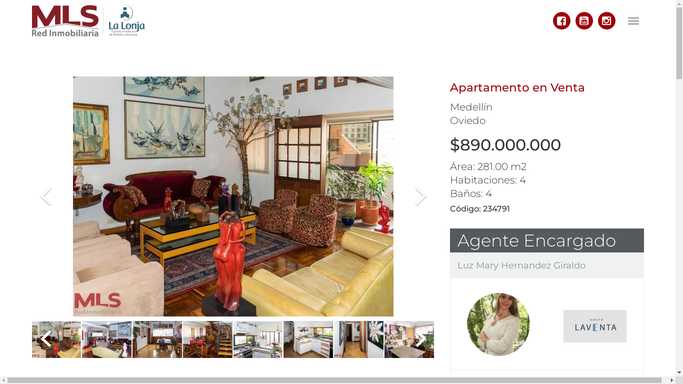 MLS
Red Inmobiliaria
La Lonja
Apartamento en Venta
Medellín
Oviedo
$890.000.000
Área: 281.00 m2
Habitaciones: 4
Baños: 4
Código: 234791
Agente Encargado
Luz Mary Hernandez Giraldo
LAVENTA
MLS